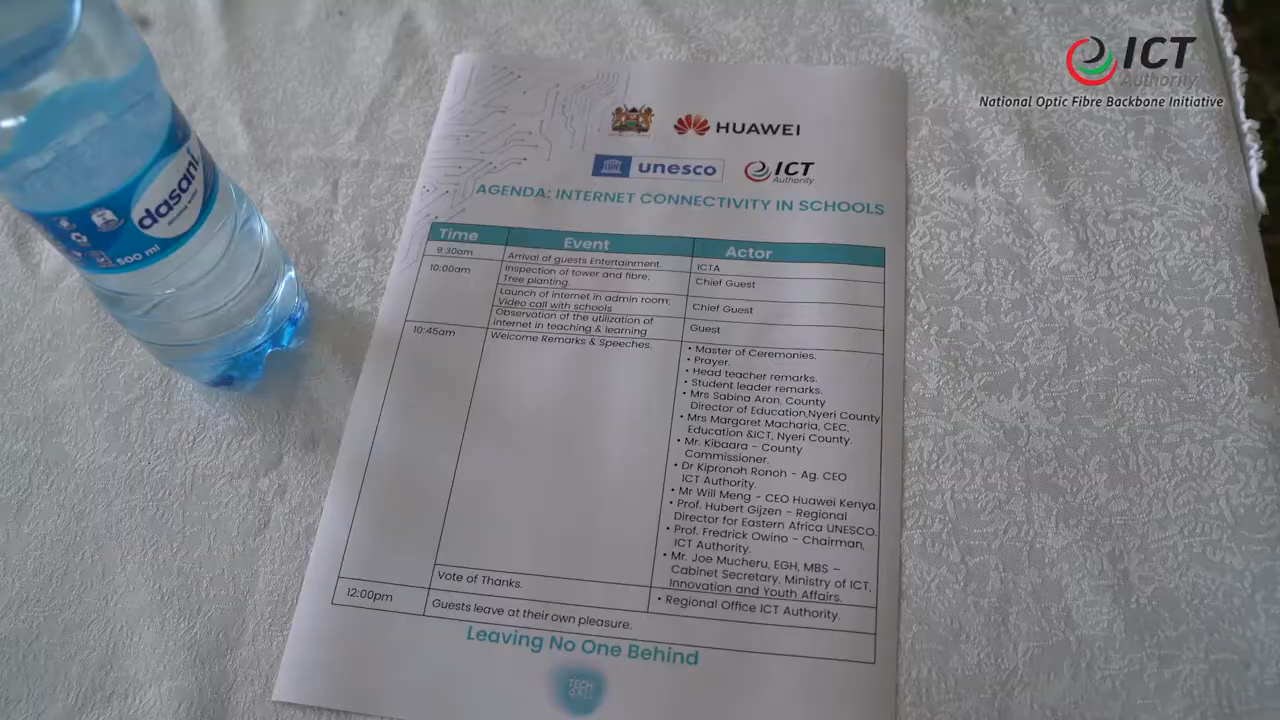 ICT
Authority
National Optic Fibre Backbone Initiative
dasani
500 ml
HUAWEI
unesco
ICT
Authority
AGENDA: INTERNET CONNECTIVITY IN SCHOOLS
Time Event Actor
9:30am Arrival of guests Entertainment. ICTA
10:00am Inspection of tower and fibre; Chief Guest
Tree planting.
Launch of internet in admin room; Chief Guest
Video call with schools
Observation of the utilization of Guest
internet in teaching & learning
10:45am Welcome Remarks & Speeches. • Master of Ceremonies.
• Prayer.
• Head teacher remarks.
• Student leader remarks.
• Mrs Sabina Aron, County
Director of Education,Nyeri County
• Mrs Margaret Macharia, CEC,
Education &ICT, Nyeri County.
• Mr. Kibaara – County
Commissioner.
• Dr Kipronoh Ronoh - Ag. CEO
ICT Authority.
• Mr Will Meng - CEO Huawei Kenya.
• Prof. Hubert Gijzen - Regional
Director for Eastern Africa UNESCO.
• Prof. Fredrick Owino - Chairman,
ICT Authority.
• Mr. Joe Mucheru, EGH, MBS –
Cabinet Secretary, Ministry of ICT,
Innovation and Youth Affairs.
Vote of Thanks. • Regional Office ICT Authority.
12:00pm Guests leave at their own pleasure.
Leaving No One Behind
TECH
4ALL